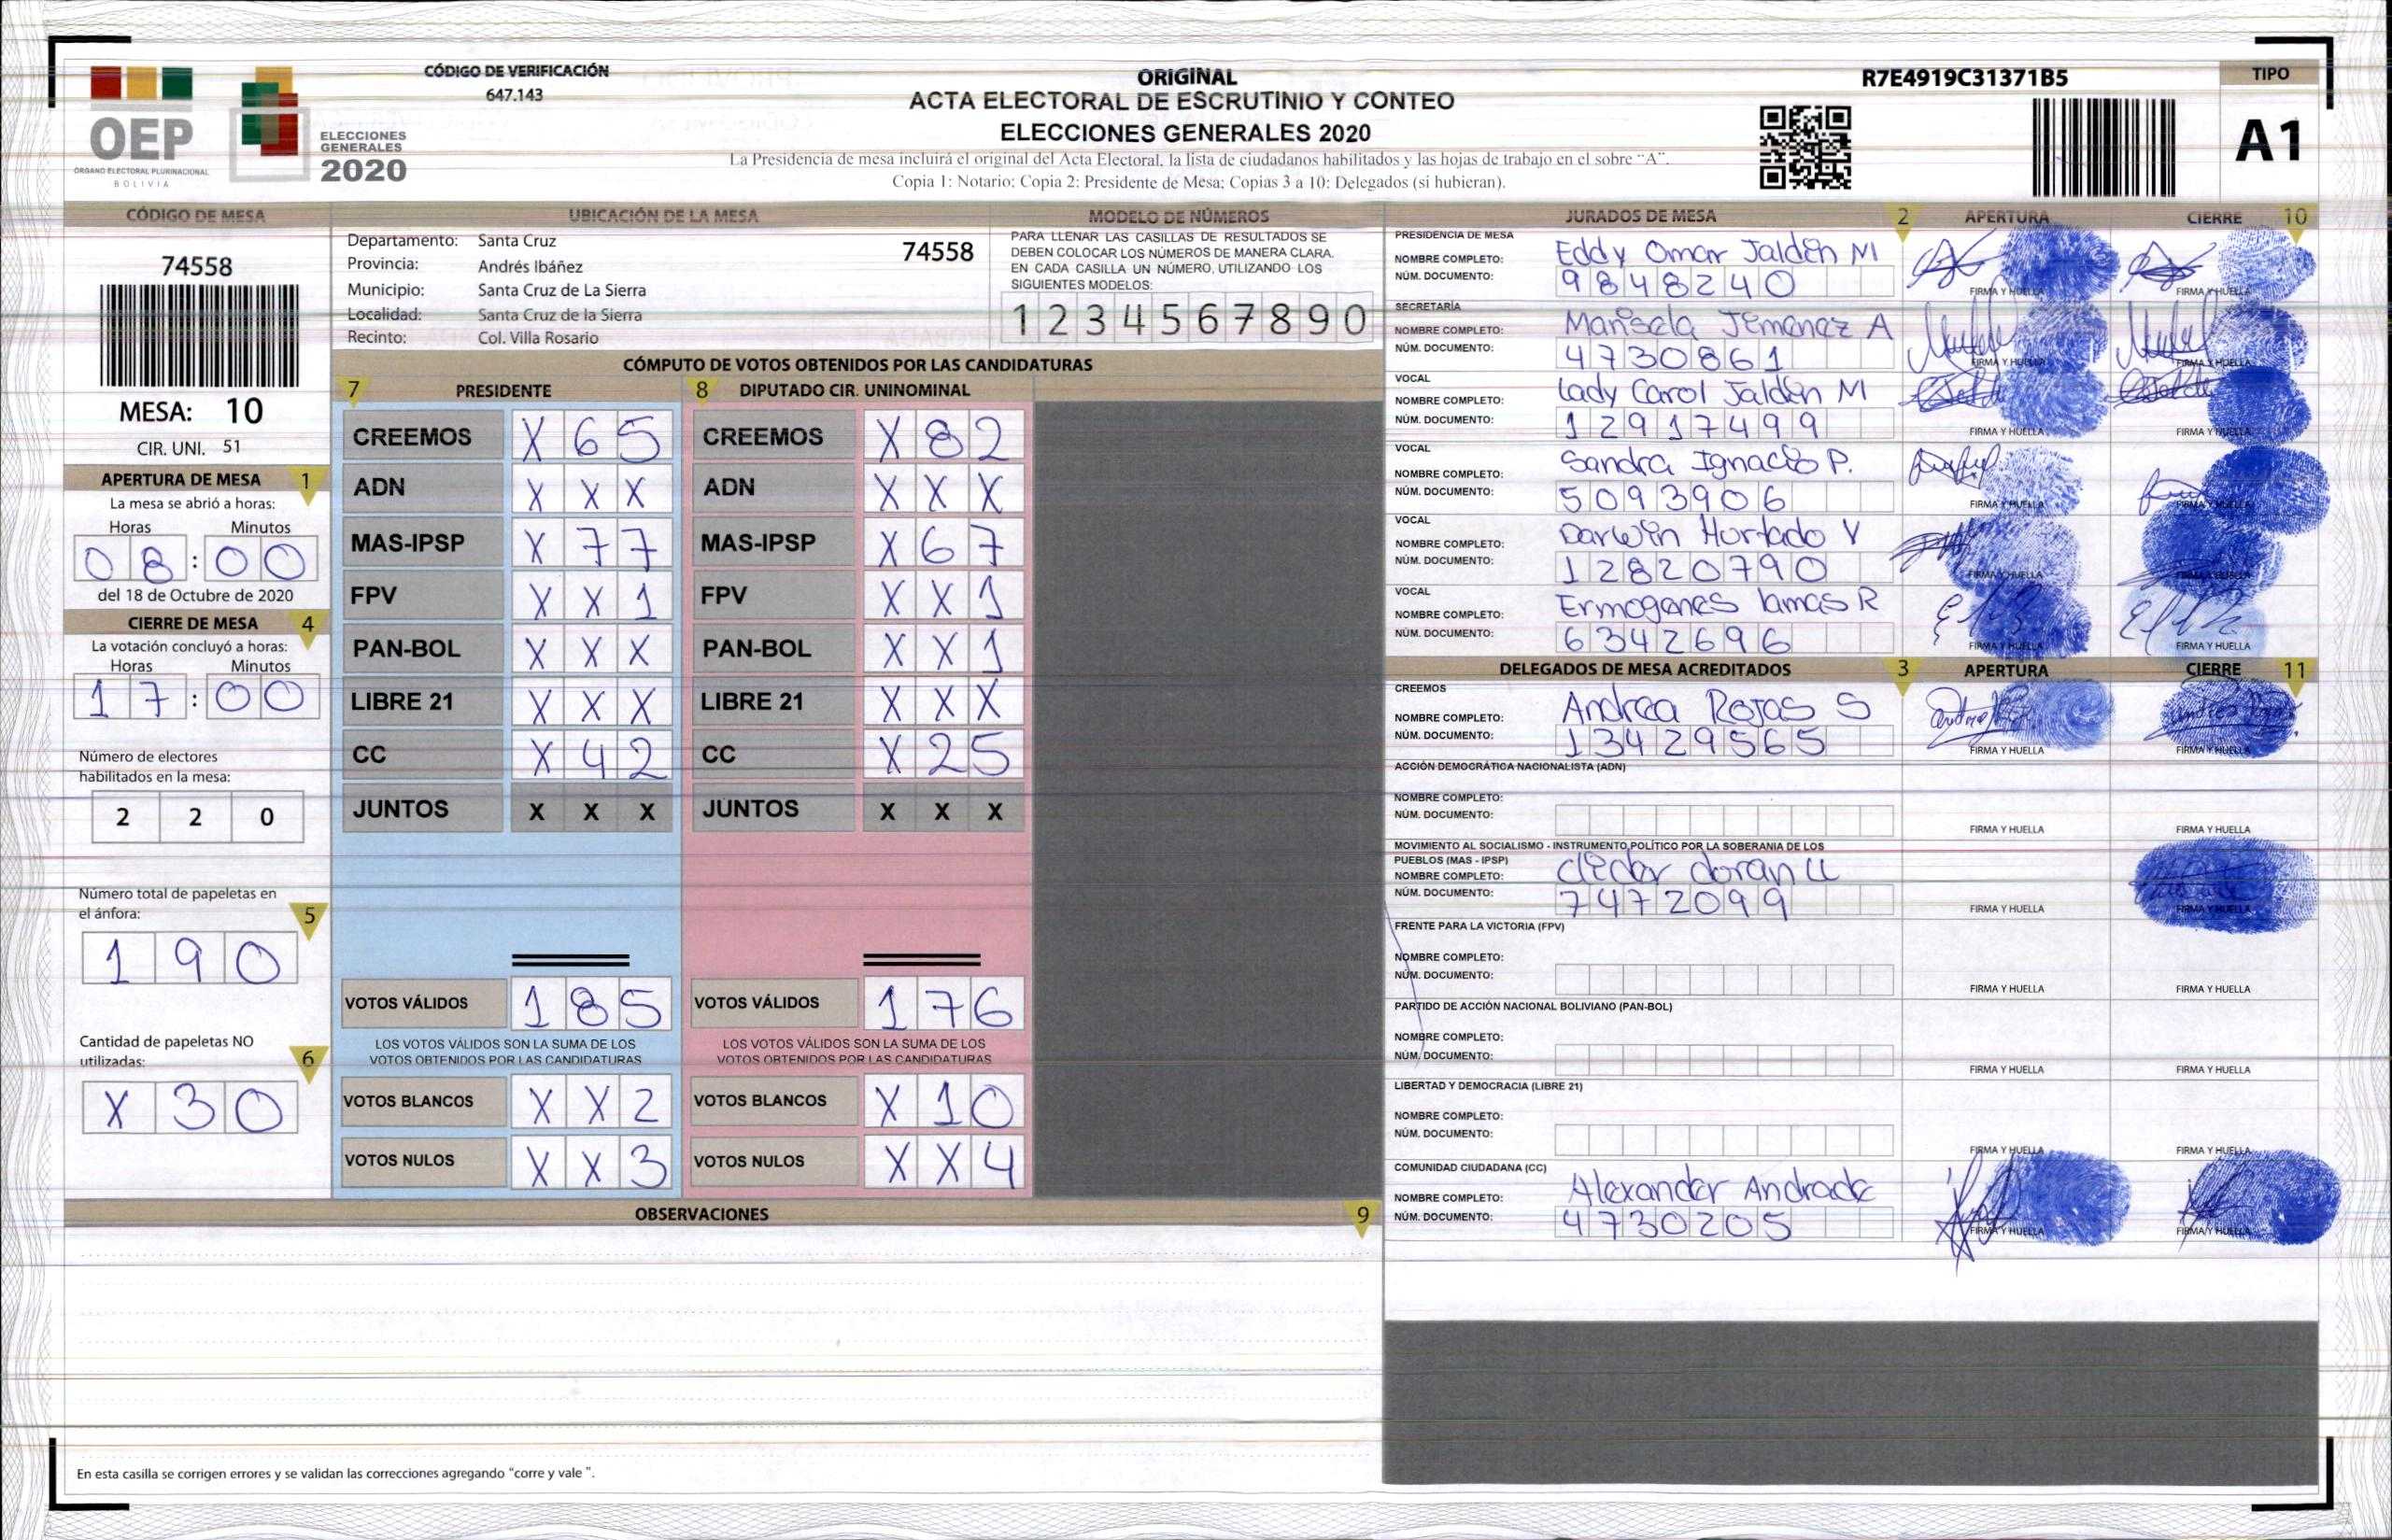 CÓDIGO DE VERIFICACIÓN
647.143
OEP
ÓRGANO ELECTORAL PLURINACIONAL
BOLIVIA
ELECCIONES
GENERALES
2020
ORIGINAL
ACTA ELECTORAL DE ESCRUTINIO Y CONTEO
ELECCIONES GENERALES 2020
La Presidencia de mesa incluirá el original del Acta Electoral, la lista de ciudadanos habilitados y las hojas de trabajo en el sobre "A".
Copia 1: Notario; Copia 2: Presidente de Mesa; Copias 3 a 10: Delegados (si hubieran).
R7E4919C31371B5
TIPO
A1
CÓDIGO DE MESA
74558
MESA: 10
CIR. UNI. 51
APERTURA DE MESA 1
La mesa se abrió a horas:
Horas Minutos
08:00
del 18 de Octubre de 2020
CIERRE DE MESA 4
La votación concluyó a horas:
Horas Minutos
17:00
Número de electores
habilitados en la mesa:
2 2 0
Número total de papeletas en
el ánfora: 5
1 9 0
Cantidad de papeletas NO
utilizadas: 6
X 3 0
UBICACIÓN DE LA MESA
Departamento: Santa Cruz 74558
Provincia: Andrés Ibáñez
Municipio: Santa Cruz de La Sierra
Localidad: Santa Cruz de la Sierra
Recinto: Col. Villa Rosario
MODELO DE NÚMEROS
PARA LLENAR LAS CASILLAS DE RESULTADOS SE
DEBEN COLOCAR LOS NÚMEROS DE MANERA CLARA.
EN CADA CASILLA UN NÚMERO, UTILIZANDO LOS
SIGUIENTES MODELOS:
1 2 3 4 5 6 7 8 9 0
CÓMPUTO DE VOTOS OBTENIDOS POR LAS CANDIDATURAS
7 PRESIDENTE
CREEMOS X 6 5
ADN X X X
MAS-IPSP X 7 7
FPV X X 1
PAN-BOL X X X
LIBRE 21 X X X
CC X 4 2
JUNTOS X X X
VOTOS VÁLIDOS 1 8 5
LOS VOTOS VÁLIDOS SON LA SUMA DE LOS
VOTOS OBTENIDOS POR LAS CANDIDATURAS
VOTOS BLANCOS X X 2
VOTOS NULOS X X 3
8 DIPUTADO CIR. UNINOMINAL
CREEMOS X 8 2
ADN X X X
MAS-IPSP X 6 7
FPV X X 1
PAN-BOL X X 1
LIBRE 21 X X X
CC X 2 5
JUNTOS X X X
VOTOS VÁLIDOS 1 7 6
LOS VOTOS VÁLIDOS SON LA SUMA DE LOS
VOTOS OBTENIDOS POR LAS CANDIDATURAS
VOTOS BLANCOS X 1 0
VOTOS NULOS X X 4
OBSERVACIONES 9
En esta casilla se corrigen errores y se validan las correcciones agregando "corre y vale ".
JURADOS DE MESA 2 APERTURA CIERRE 10
PRESIDENCIA DE MESA
NOMBRE COMPLETO: Eddy Omar Jaldin M
NÚM. DOCUMENTO: 9848240
FIRMA Y HUELLA FIRMA Y HUELLA
SECRETARÍA
NOMBRE COMPLETO: Marisela Jimenez A
NÚM. DOCUMENTO: 4730861
FIRMA Y HUELLA FIRMA Y HUELLA
VOCAL
NOMBRE COMPLETO: Lady Carol Jaldin M
NÚM. DOCUMENTO: 12917499
FIRMA Y HUELLA FIRMA Y HUELLA
VOCAL
NOMBRE COMPLETO: Sandra Ignacio P.
NÚM. DOCUMENTO: 5093906
FIRMA Y HUELLA FIRMA Y HUELLA
VOCAL
NOMBRE COMPLETO: Darwin Hurtado V
NÚM. DOCUMENTO: 12820790
FIRMA Y HUELLA FIRMA Y HUELLA
VOCAL
NOMBRE COMPLETO: Ermogenes lamas R
NÚM. DOCUMENTO: 6342696
FIRMA Y HUELLA FIRMA Y HUELLA
DELEGADOS DE MESA ACREDITADOS 3 APERTURA CIERRE 11
CREEMOS
NOMBRE COMPLETO: Andrea Rojas S
NÚM. DOCUMENTO: 13429565
FIRMA Y HUELLA FIRMA Y HUELLA
ACCIÓN DEMOCRÁTICA NACIONALISTA (ADN)
NOMBRE COMPLETO:
NÚM. DOCUMENTO:
FIRMA Y HUELLA FIRMA Y HUELLA
MOVIMIENTO AL SOCIALISMO - INSTRUMENTO POLÍTICO POR LA SOBERANIA DE LOS
PUEBLOS (MAS - IPSP)
NOMBRE COMPLETO:
NÚM. DOCUMENTO: 7472099
FIRMA Y HUELLA FIRMA Y HUELLA
FRENTE PARA LA VICTORIA (FPV)
NOMBRE COMPLETO:
NÚM. DOCUMENTO:
FIRMA Y HUELLA FIRMA Y HUELLA
PARTIDO DE ACCIÓN NACIONAL BOLIVIANO (PAN-BOL)
NOMBRE COMPLETO:
NÚM. DOCUMENTO:
FIRMA Y HUELLA FIRMA Y HUELLA
LIBERTAD Y DEMOCRACIA (LIBRE 21)
NOMBRE COMPLETO:
NÚM. DOCUMENTO:
FIRMA Y HUELLA FIRMA Y HUELLA
COMUNIDAD CIUDADANA (CC)
NOMBRE COMPLETO: Alexander Andrade
NÚM. DOCUMENTO: 4730205
FIRMA Y HUELLA FIRMA Y HUELLA